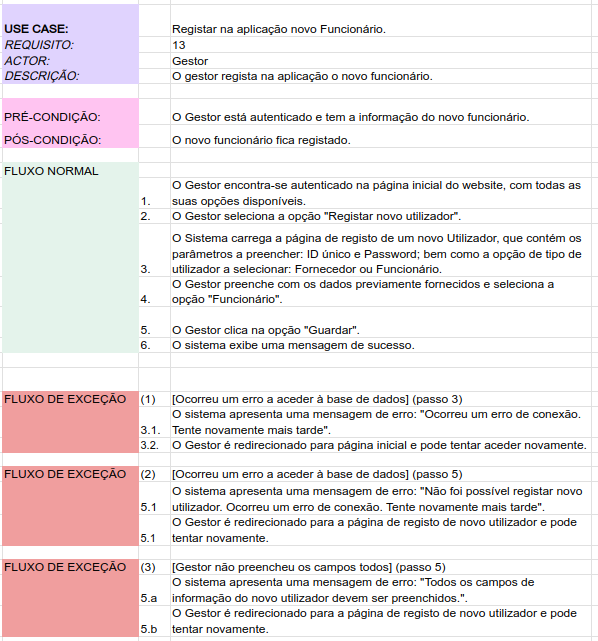 USE CASE: Registar na aplicação novo Funcionário.
REQUISITO: 13
ACTOR: Gestor
DESCRIÇÃO: O gestor regista na aplicação o novo funcionário.
PRÉ-CONDIÇÃO: O Gestor está autenticado e tem a informação do novo funcionário.
PÓS-CONDIÇÃO: O novo funcionário fica registado.
FLUXO NORMAL
O Gestor encontra-se autenticado na página inicial do website, com todas as
1. suas opções disponíveis.
2. O Gestor seleciona a opção "Registar novo utilizador".
O Sistema carrega a página de registo de um novo Utilizador, que contém os
parâmetros a preencher: ID único e Password; bem como a opção de tipo de
3. utilizador a selecionar: Fornecedor ou Funcionário.
O Gestor preenche com os dados previamente fornecidos e seleciona a
4. opção "Funcionário".
5. O Gestor clica na opção "Guardar".
6. O sistema exibe uma mensagem de sucesso.
FLUXO DE EXCEÇÃO (1) [Ocorreu um erro a aceder à base de dados] (passo 3)
O sistema apresenta uma mensagem de erro: "Ocorreu um erro de conexão.
3.1. Tente novamente mais tarde".
3.2. O Gestor é redirecionado para página inicial e pode tentar aceder novamente.
FLUXO DE EXCEÇÃO (2) [Ocorreu um erro a aceder à base de dados] (passo 5)
O sistema apresenta uma mensagem de erro: "Não foi possível registar novo
5.1 utilizador. Ocorreu um erro de conexão. Tente novamente mais tarde".
O Gestor é redirecionado para a página de registo de novo utilizador e pode
5.1 tentar novamente.
FLUXO DE EXCEÇÃO (3) [Gestor não preencheu os campos todos] (passo 5)
O sistema apresenta uma mensagem de erro: "Todos os campos de
5.a informação do novo utilizador devem ser preenchidos.".
O Gestor é redirecionado para a página de registo de novo utilizador e pode
5.b tentar novamente.